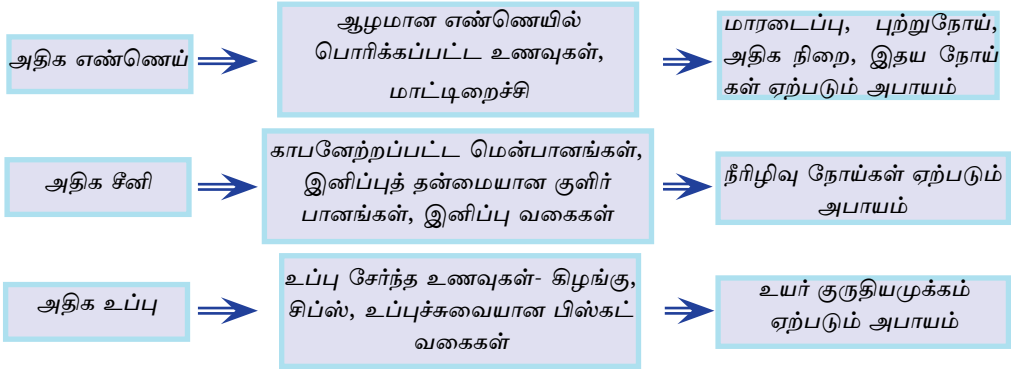 அதிக எண்ணெய்
ஆழமான எண்ணெயில்
பொரிக்கப்பட்ட உணவுகள்,
மாட்டிறைச்சி
மாரடைப்பு, புற்றுநோய்,
அதிக நிறை, இதய நோய்
கள் ஏற்படும் அபாயம்
அதிக சீனி
காபனேற்றப்பட்ட மென்பானங்கள்,
இனிப்புத் தன்மையான குளிர்
பானங்கள், இனிப்பு வகைகள்
நீரிழிவு நோய்கள் ஏற்படும்
அபாயம்
அதிக உப்பு
உப்பு சேர்ந்த உணவுகள்- கிழங்கு,
சிப்ஸ், உப்புச்சுவையான பிஸ்கட்
வகைகள்
உயர் குருதியமுக்கம்
ஏற்படும் அபாயம்